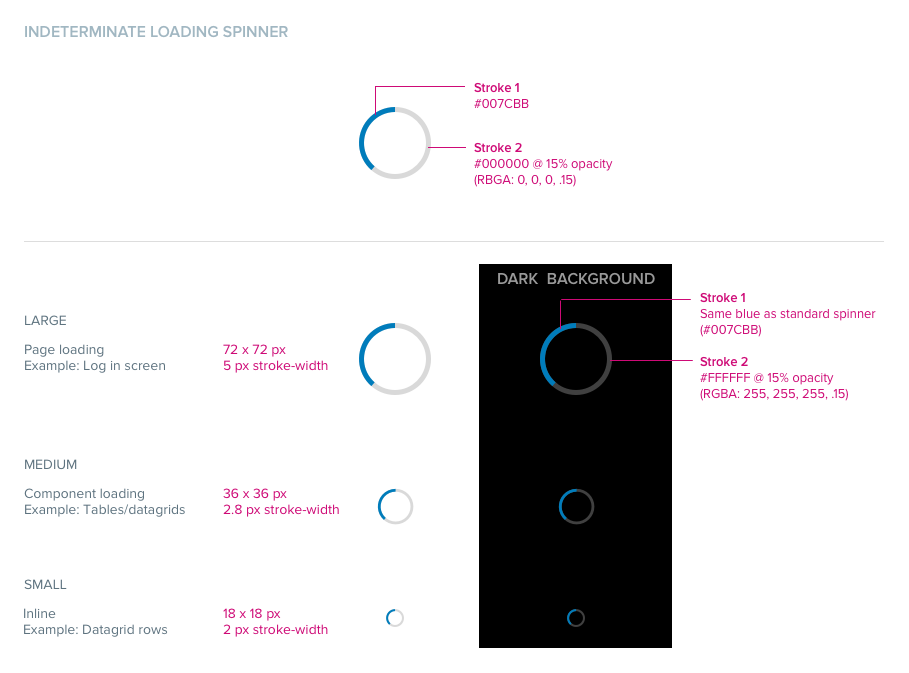 INDETERMINATE LOADING SPINNER
Stroke 1
#007CBB
Stroke 2
#000000 @ 15% opacity
(RBGA: 0, 0, 0, .15)
DARK BACKGROUND
Stroke 1
Same blue as standard spinner
(#007CBB)
Stroke 2
#FFFFFF @ 15% opacity
(RGBA: 255, 255, 255, .15)
LARGE
Page loading
Example: Log in screen
72 x 72 px
5 px stroke-width
MEDIUM
Component loading
Example: Tables/datagrids
36 x 36 px
2.8 px stroke-width
SMALL
Inline
Example: Datagrid rows
18 x 18 px
2 px stroke-width